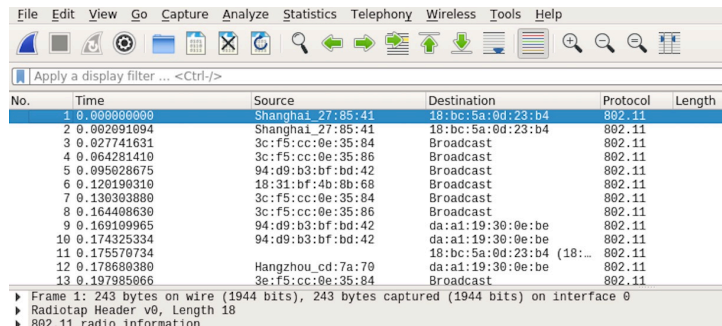 File Edit View Go Capture Analyze Statistics Telephony Wireless Tools Help
Apply a display filter ... <Ctrl-/>
No. Time Source Destination Protocol Length
1 0.000000000 Shanghai_27:85:41 18:bc:5a:0d:23:b4 802.11
2 0.002091094 Shanghai_27:85:41 18:bc:5a:0d:23:b4 802.11
3 0.027741631 3c:f5:cc:0e:35:84 Broadcast 802.11
4 0.064281410 3c:f5:cc:0e:35:86 Broadcast 802.11
5 0.095028675 94:d9:b3:bf:bd:42 Broadcast 802.11
6 0.120190310 18:31:bf:4b:8b:68 Broadcast 802.11
7 0.130303880 3c:f5:cc:0e:35:84 Broadcast 802.11
8 0.164408630 3c:f5:cc:0e:35:86 Broadcast 802.11
9 0.169109965 94:d9:b3:bf:bd:42 da:a1:19:30:0e:be 802.11
10 0.174325334 94:d9:b3:bf:bd:42 da:a1:19:30:0e:be 802.11
11 0.175570734 18:bc:5a:0d:23:b4 (18:… 802.11
12 0.178680380 Hangzhou_cd:7a:70 da:a1:19:30:0e:be 802.11
13 0.197985066 3e:f5:cc:0e:35:84 Broadcast 802.11
Frame 1: 243 bytes on wire (1944 bits), 243 bytes captured (1944 bits) on interface 0
Radiotap Header v0, Length 18
802.11 radio information